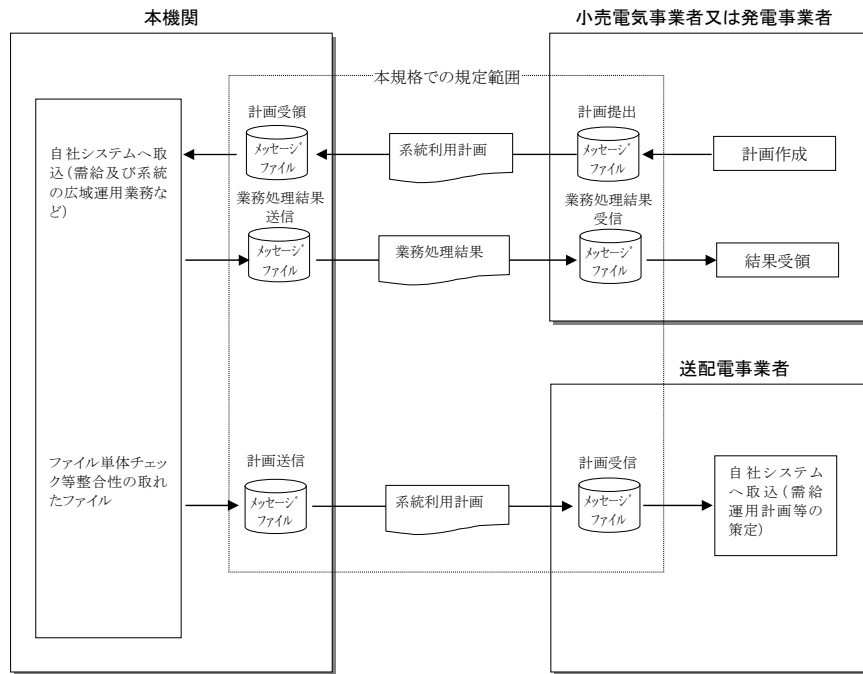 本機関
小売電気事業者又は発電事業者
本規格での規定範囲
計画受領
計画提出
メッセージ
ファイル
系統利用計画
メッセージ
ファイル
計画作成
自社システムへ取
込(需給及び系統
の広域運用業務な
ど)
業務処理結果
送信
業務処理結果
受信
メッセージ
ファイル
業務処理結果
メッセージ
ファイル
結果受領
送配電事業者
ファイル単体チェッ
ク等整合性の取れ
たファイル
計画送信
計画受信
メッセージ
ファイル
系統利用計画
メッセージ
ファイル
自社システム
へ取込(需給
運用計画等の
策定)